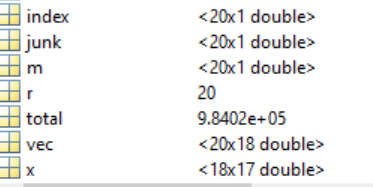 index <20x1 double>
junk <20x1 double>
m <20x1 double>
r 20
total 9.8402e+05
vec <20x18 double>
x <18x17 double>